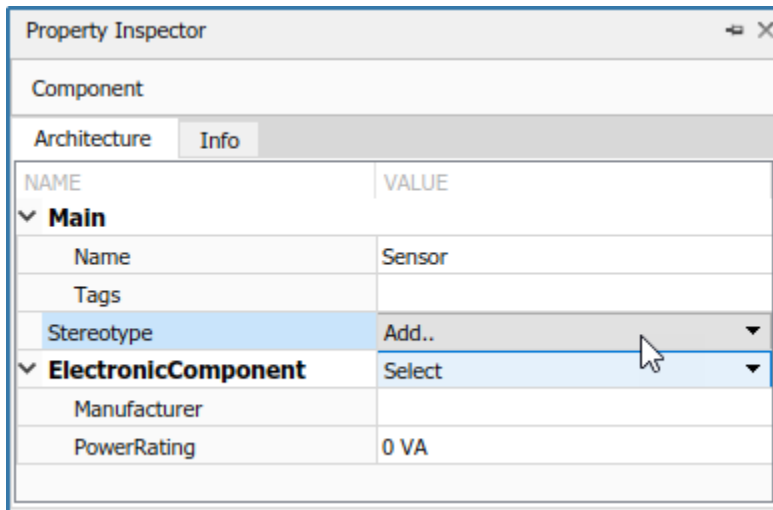 Property Inspector
Component
Architecture Info
NAME VALUE
Main
Name Sensor
Tags
Stereotype Add..
ElectronicComponent Select
Manufacturer
PowerRating 0 VA